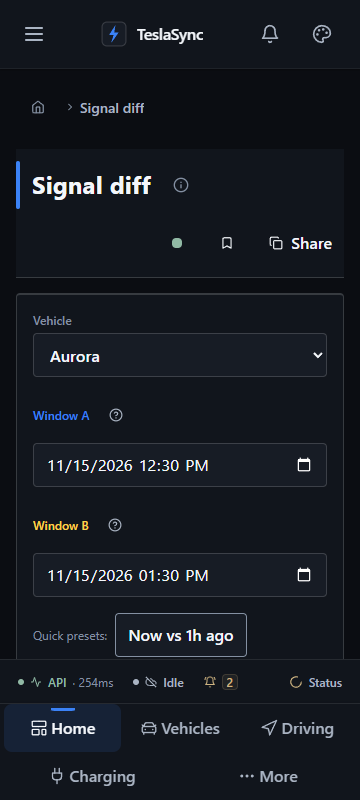 TeslaSync
Signal diff
Signal diff
Share
Vehicle
Aurora
Window A
11/15/2026 12:30 PM
Window B
11/15/2026 01:30 PM
Quick presets: Now vs 1h ago
API · 254ms Idle 2 Status
Home Vehicles Driving
Charging More